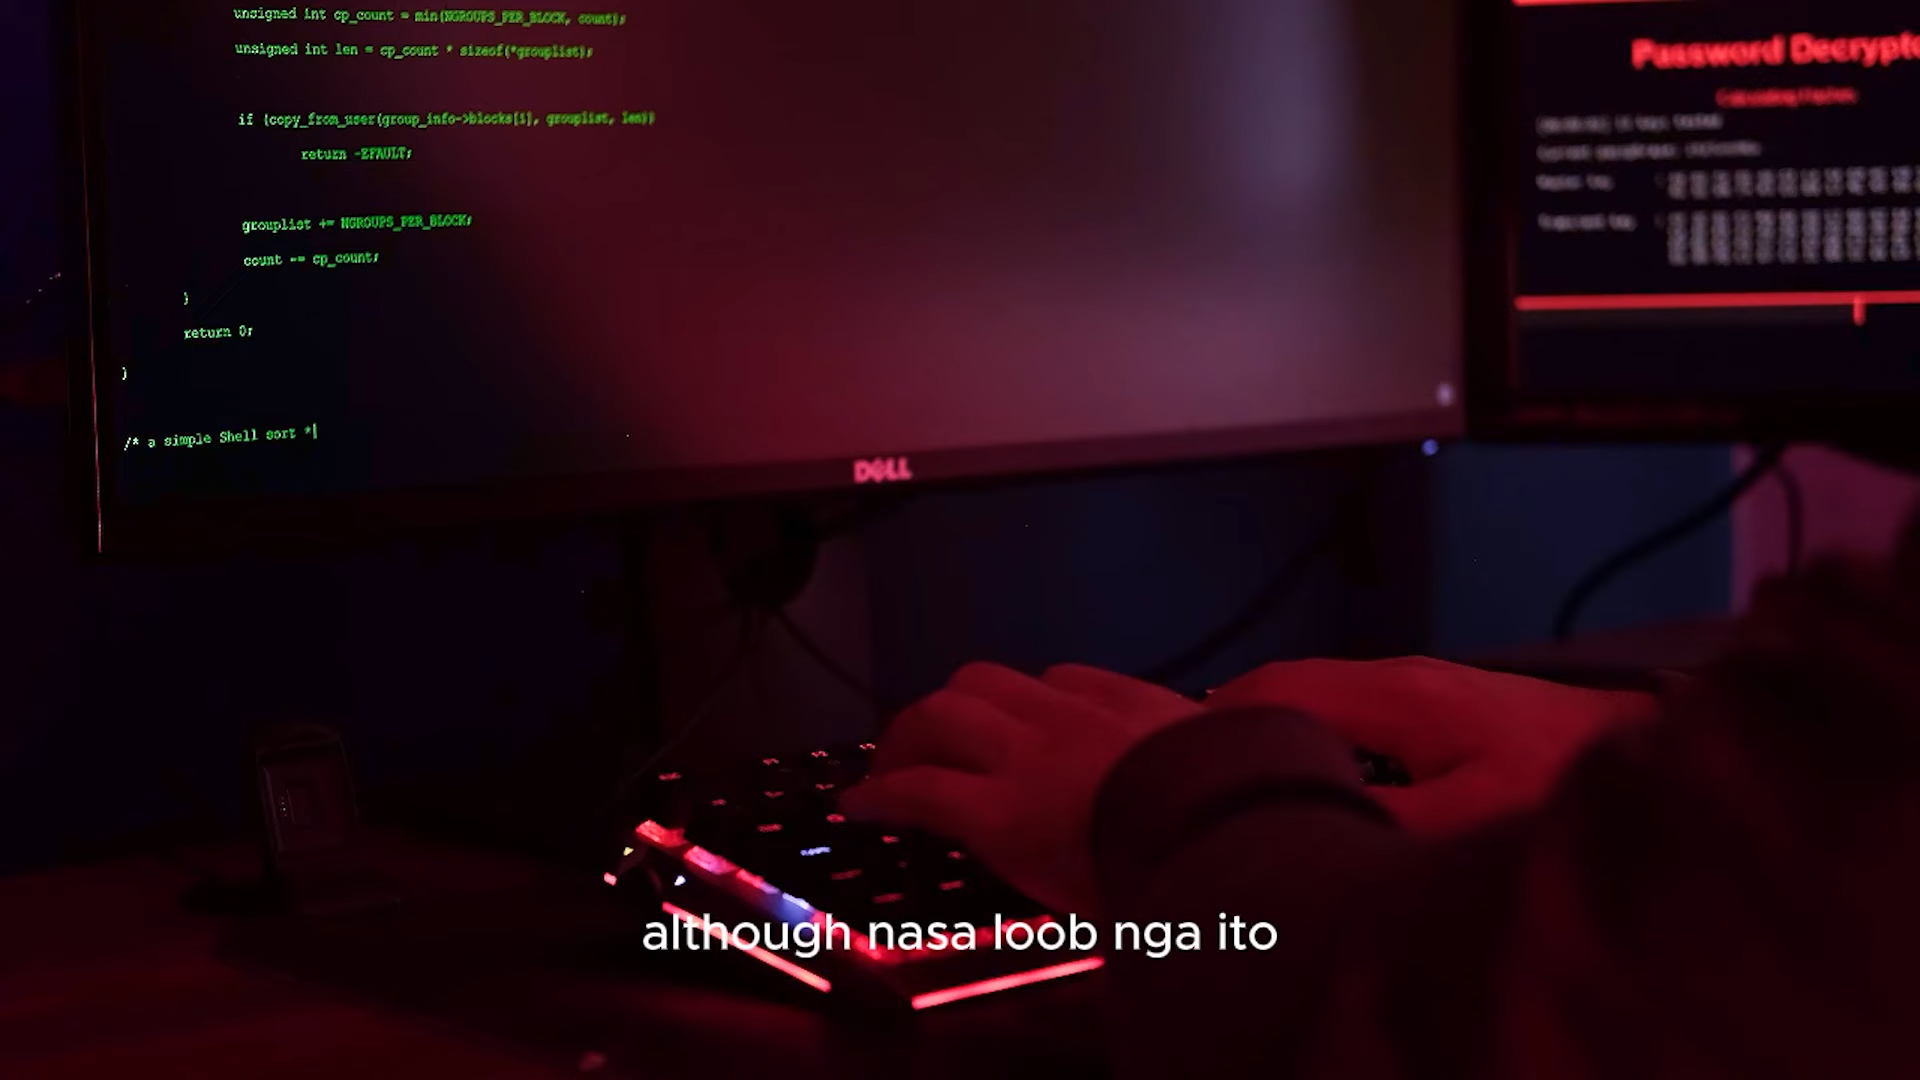 unsigned int cp_count = min(NGROUPS_PER_BLOCK, count);
unsigned int len = cp_count * sizeof(*grouplist);
if (copy_from_user(group_info->blocks[i], grouplist, len))
return -EFAULT;
grouplist += NGROUPS_PER_BLOCK;
count -= cp_count;
}
return 0;
}
/* a simple Shell sort *
DELL
Password Decrypto
although nasa loob nga ito